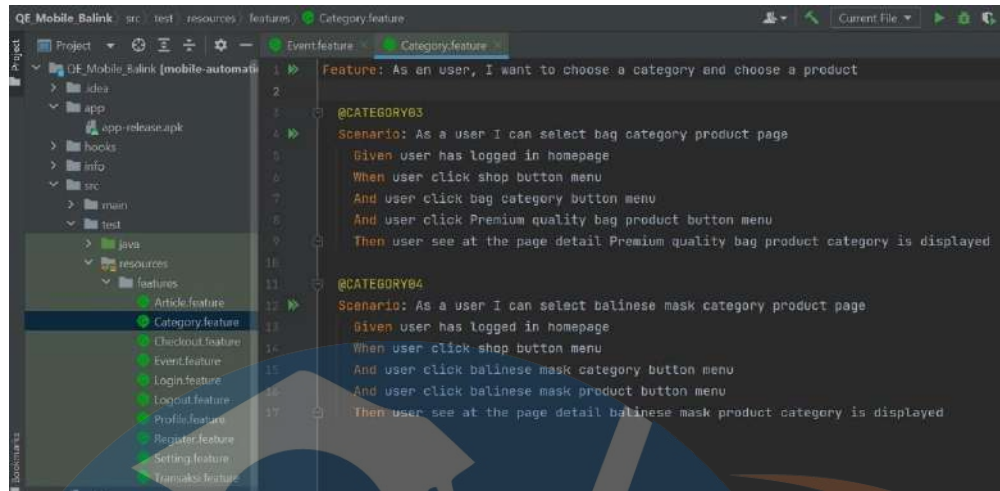 QE_Mobile_Balink src test resources features Category.feature
Current File
Project
Event.feature
Category.feature
QE_Mobile_Balink [mobile-automati
.idea
app
app-release.apk
hooks
info
src
main
test
java
resources
features
Article.feature
Category.feature
Checkout.feature
Event.feature
Login.feature
Logout.feature
Profile.feature
Register.feature
Setting.feature
Transaksi.feature
Project
Bookmarks
1 Feature: As an user, I want to choose a category and choose a product
2
3 @CATEGORY03
4 Scenario: As a user I can select bag category product page
5 Given user has logged in homepage
6 When user click shop button menu
7 And user click bag category button menu
8 And user click Premium quality bag product button menu
9 Then user see at the page detail Premium quality bag product category is displayed
10
11 @CATEGORY04
12 Scenario: As a user I can select balinese mask category product page
13 Given user has logged in homepage
14 When user click shop button menu
15 And user click balinese mask category button menu
16 And user click balinese mask product button menu
17 Then user see at the page detail balinese mask product category is displayed